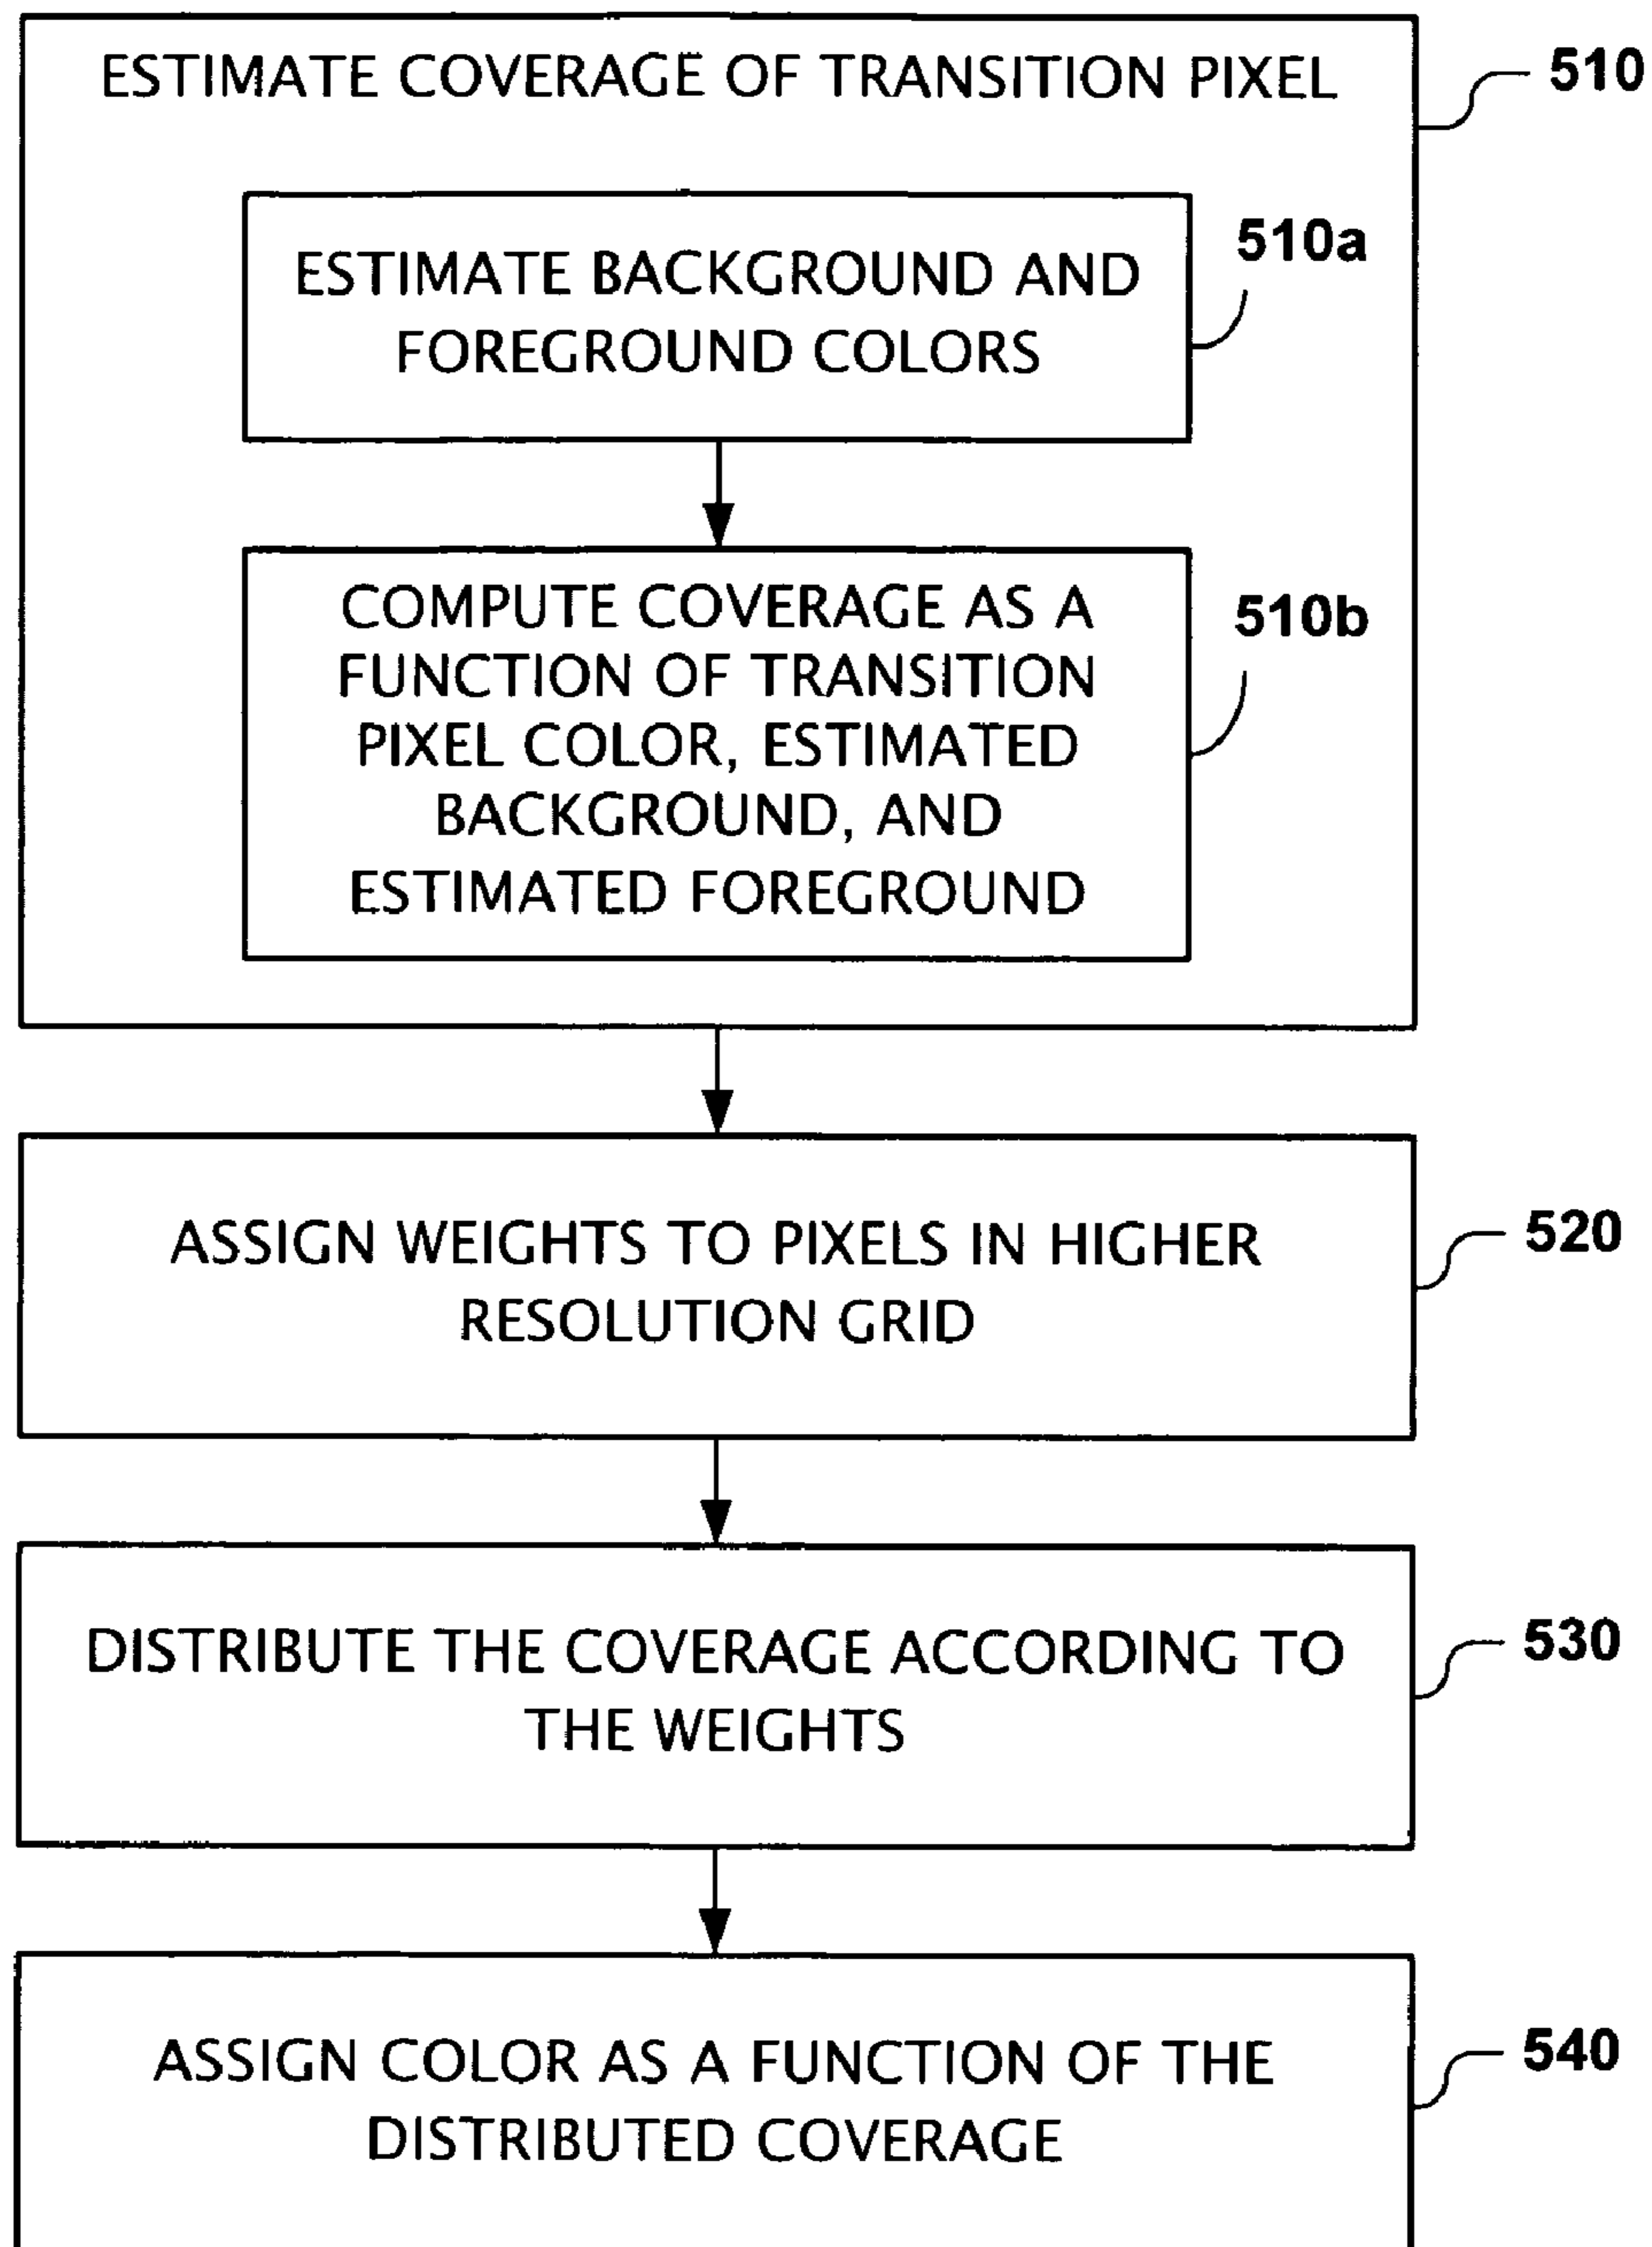 ESTIMATE COVERAGE OF TRANSITION PIXEL
510
ESTIMATE BACKGROUND AND
FOREGROUND COLORS
510a
COMPUTE COVERAGE AS A
FUNCTION OF TRANSITION
PIXEL COLOR, ESTIMATED
BACKGROUND, AND
ESTIMATED FOREGROUND
510b
ASSIGN WEIGHTS TO PIXELS IN HIGHER
RESOLUTION GRID
520
DISTRIBUTE THE COVERAGE ACCORDING TO
THE WEIGHTS
530
ASSIGN COLOR AS A FUNCTION OF THE
DISTRIBUTED COVERAGE
540